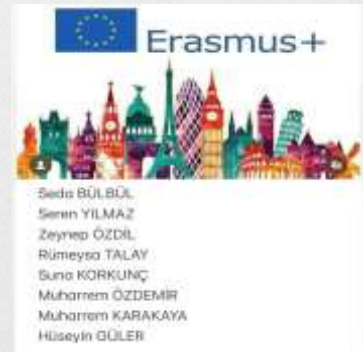 Erasmus+
Seda BÜLBÜL
Seren YILMAZ
Zeynep ÖZDİL
Rümeysa TALAY
Suna KORKUNÇ
Muharrem ÖZDEMİR
Muharrem KARAKAYA
Hüseyin GÜLER